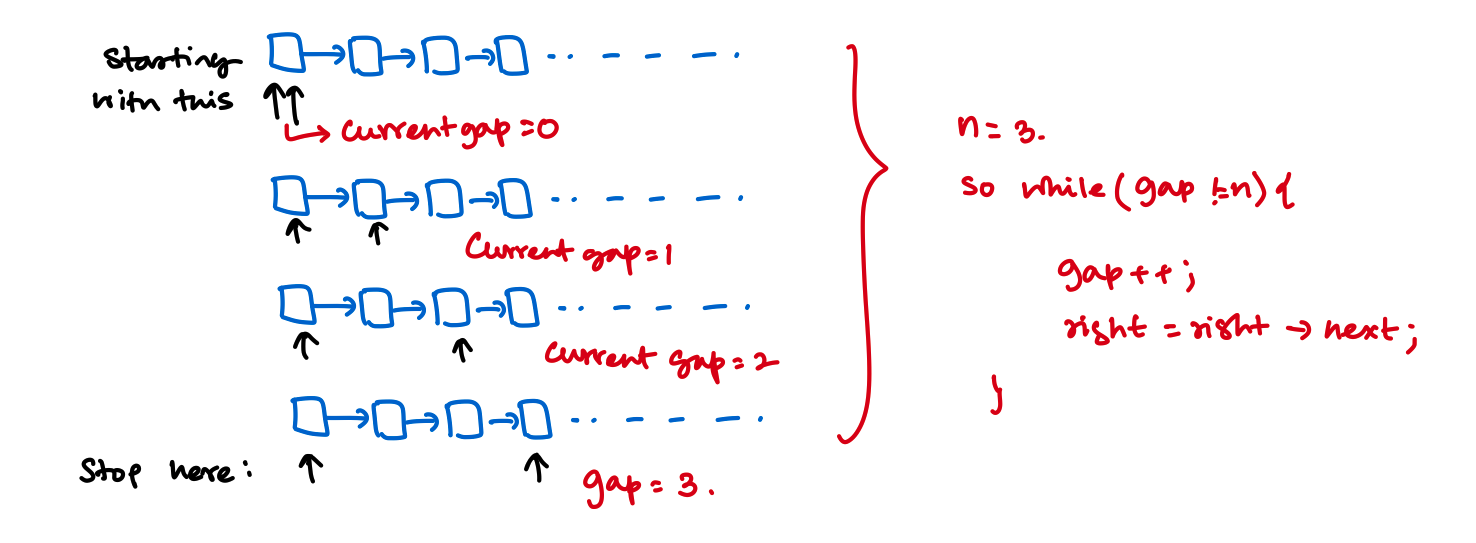 Starting
with this
Current gap = 0
Current gap = 1
Current gap = 2
Stop here:
gap = 3.
n = 3.
so while (gap != n) {
gap++;
right = right → next;
}